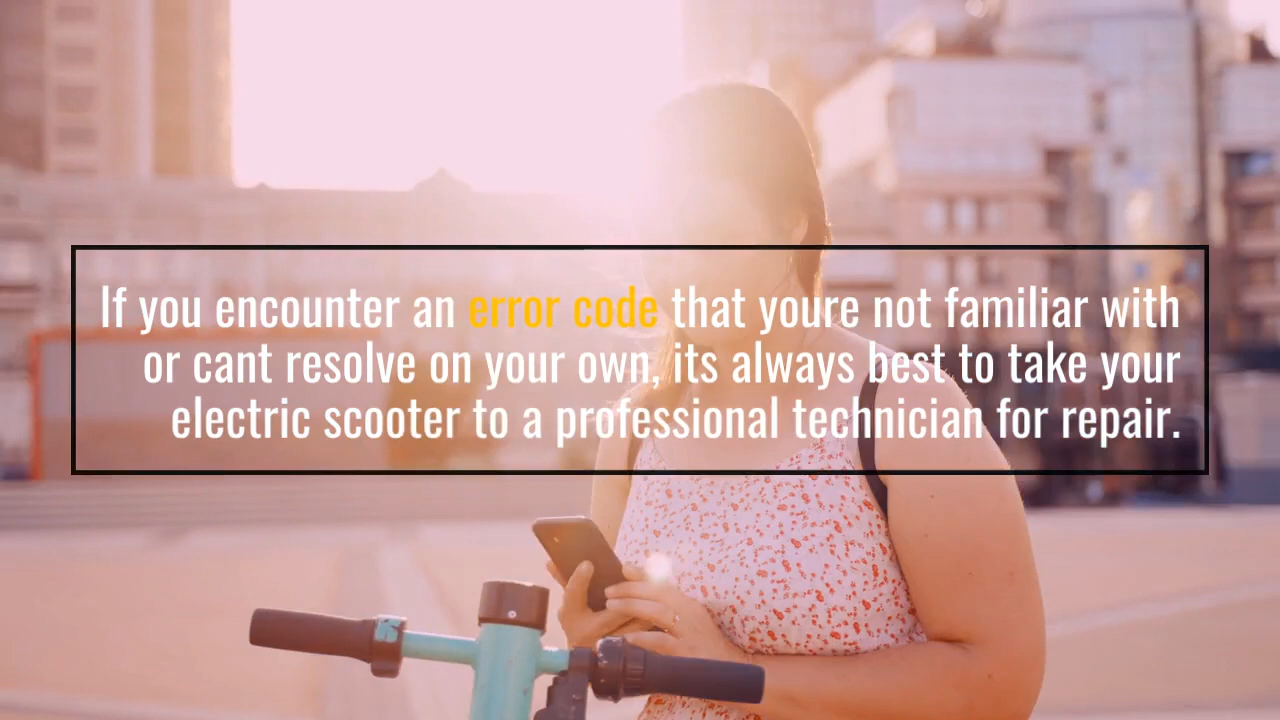 If you encounter an error code that youre not familiar with
or cant resolve on your own, its always best to take your
electric scooter to a professional technician for repair.